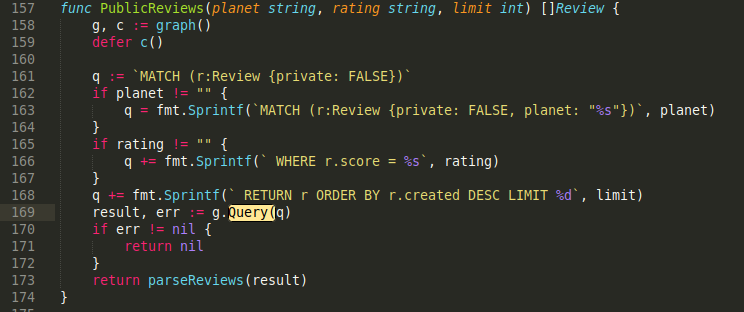 157 func PublicReviews(planet string, rating string, limit int) []Review {
158     g, c := graph()
159     defer c()
160
161     q := `MATCH (r:Review {private: FALSE})`
162     if planet != "" {
163         q = fmt.Sprintf(`MATCH (r:Review {private: FALSE, planet: "%s"})`, planet)
164     }
165     if rating != "" {
166         q += fmt.Sprintf(` WHERE r.score = %s`, rating)
167     }
168     q += fmt.Sprintf(` RETURN r ORDER BY r.created DESC LIMIT %d`, limit)
169     result, err := g.Query(q)
170     if err != nil {
171         return nil
172     }
173     return parseReviews(result)
174 }